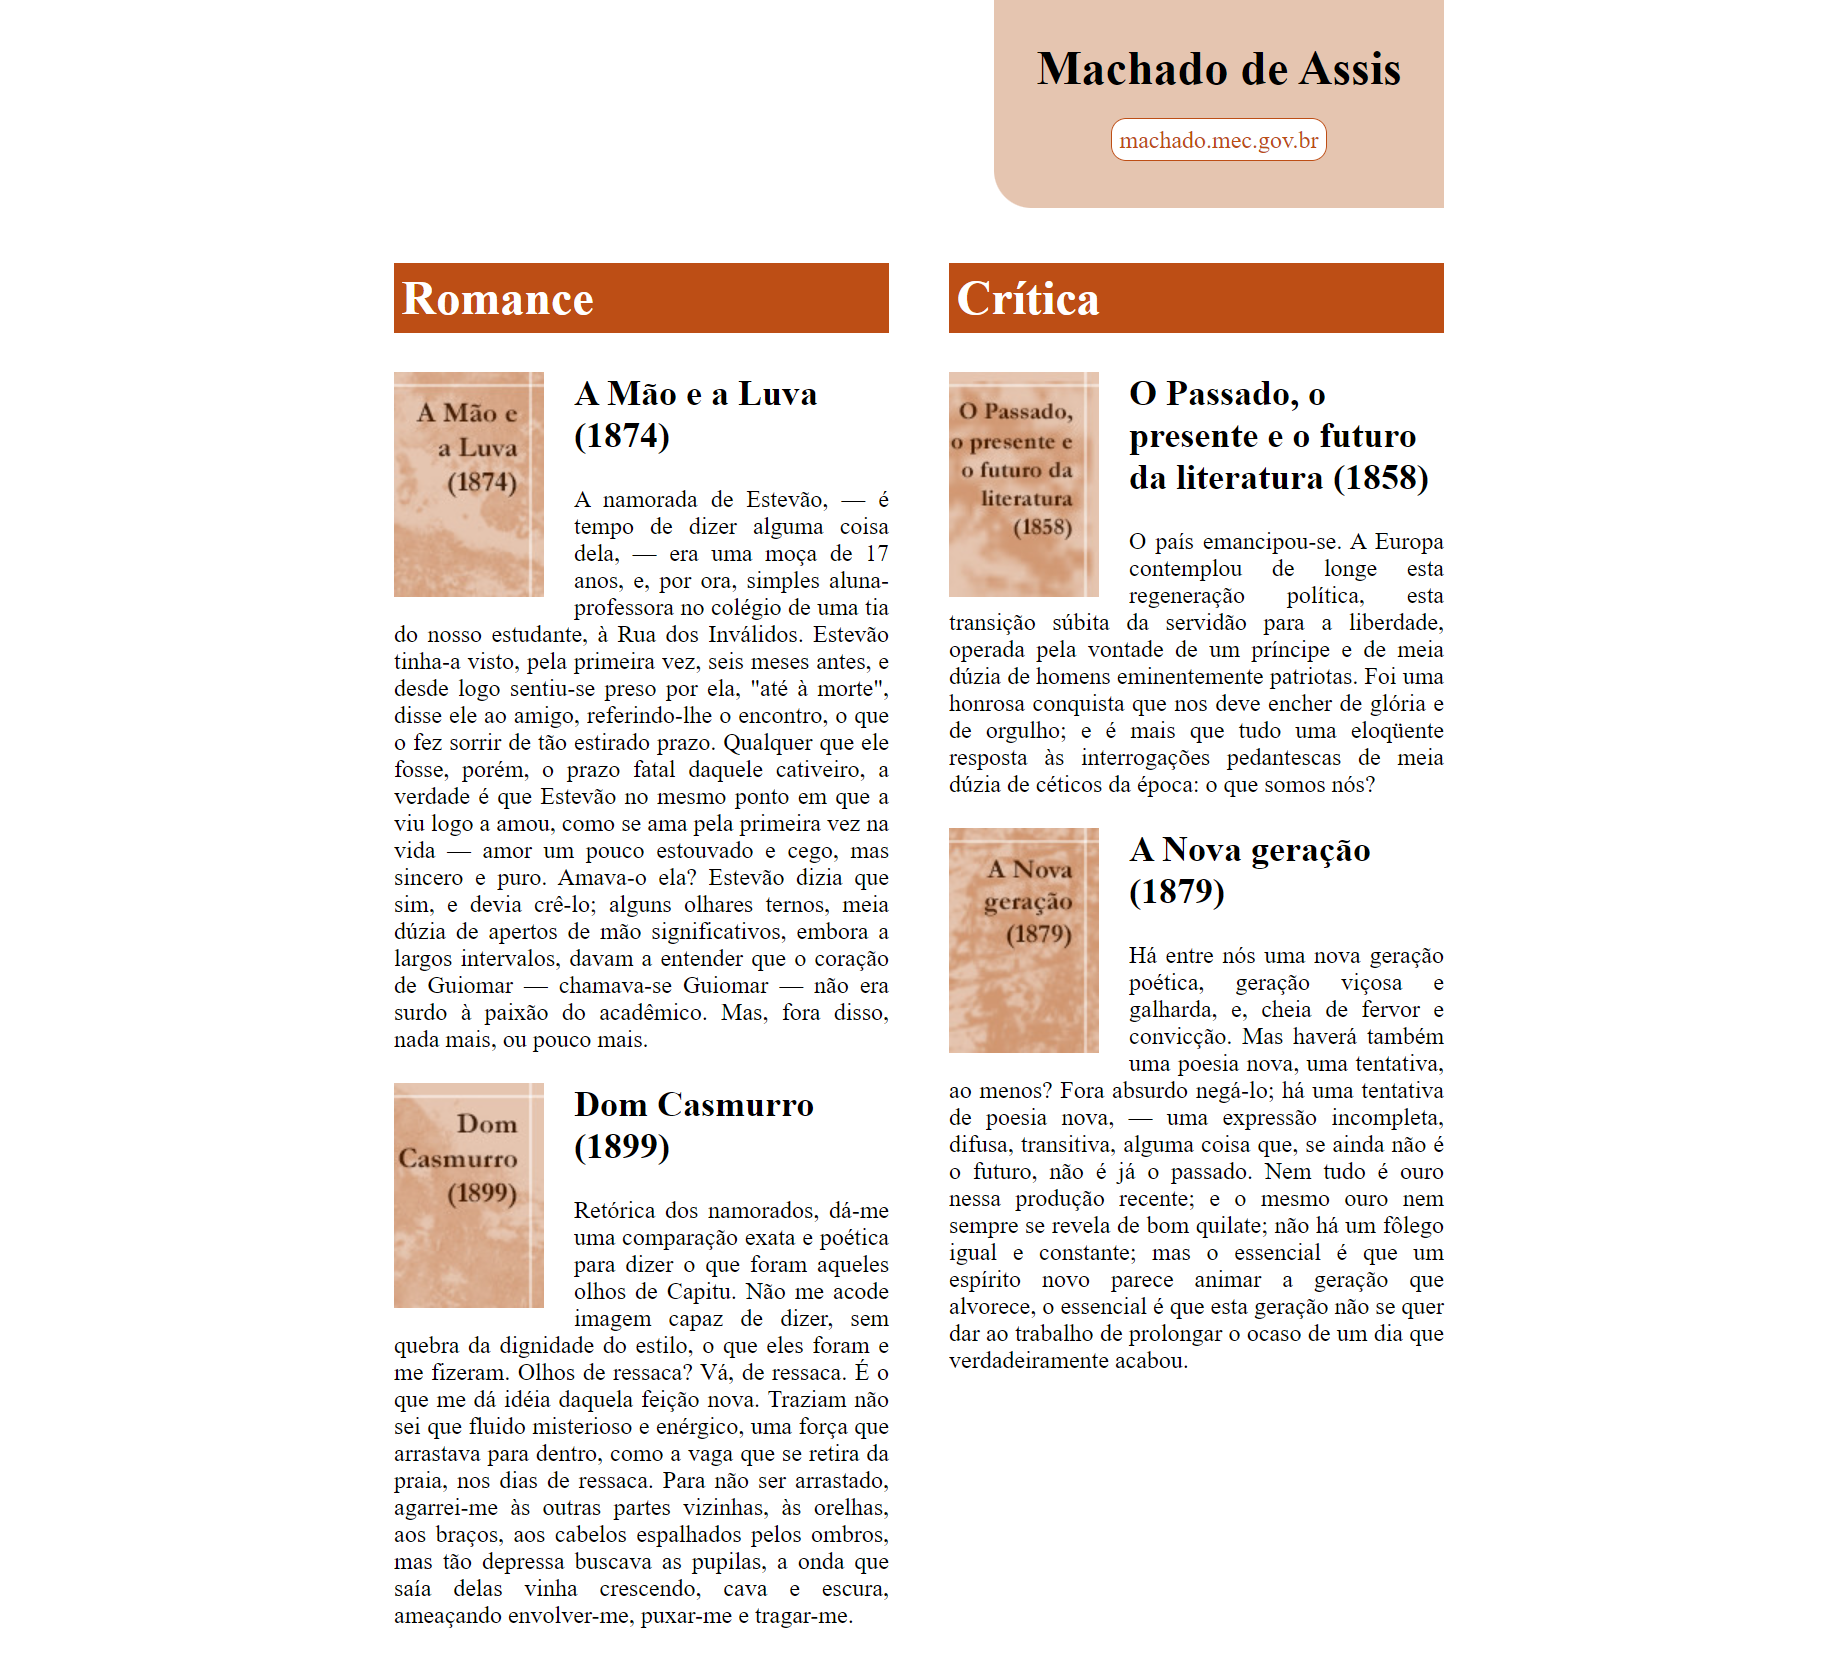 Machado de Assis
machado.mec.gov.br
Romance
A Mão e
a Luva
(1874)
A Mão e a Luva
(1874)
A namorada de Estevão, — é
tempo de dizer alguma coisa
dela, — era uma moça de 17
anos, e, por ora, simples aluna-
professora no colégio de uma tia
do nosso estudante, à Rua dos Inválidos. Estevão
tinha-a visto, pela primeira vez, seis meses antes, e
desde logo sentiu-se preso por ela, "até à morte",
disse ele ao amigo, referindo-lhe o encontro, o que
o fez sorrir de tão estirado prazo. Qualquer que ele
fosse, porém, o prazo fatal daquele cativeiro, a
verdade é que Estevão no mesmo ponto em que a
viu logo a amou, como se ama pela primeira vez na
vida — amor um pouco estouvado e cego, mas
sincero e puro. Amava-o ela? Estevão dizia que
sim, e devia crê-lo; alguns olhares ternos, meia
dúzia de apertos de mão significativos, embora a
largos intervalos, davam a entender que o coração
de Guiomar — chamava-se Guiomar — não era
surdo à paixão do acadêmico. Mas, fora disso,
nada mais, ou pouco mais.
Dom
Casmurro
(1899)
Dom Casmurro
(1899)
Retórica dos namorados, dá-me
uma comparação exata e poética
para dizer o que foram aqueles
olhos de Capitu. Não me acode
imagem capaz de dizer, sem
quebra da dignidade do estilo, o que eles foram e
me fizeram. Olhos de ressaca? Vá, de ressaca. É o
que me dá idéia daquela feição nova. Traziam não
sei que fluido misterioso e enérgico, uma força que
arrastava para dentro, como a vaga que se retira da
praia, nos dias de ressaca. Para não ser arrastado,
agarrei-me às outras partes vizinhas, às orelhas,
aos braços, aos cabelos espalhados pelos ombros,
mas tão depressa buscava as pupilas, a onda que
saía delas vinha crescendo, cava e escura,
ameaçando envolver-me, puxar-me e tragar-me.
Crítica
O Passado,
o presente e
o futuro da
literatura
(1858)
O Passado, o
presente e o futuro
da literatura (1858)
O país emancipou-se. A Europa
contemplou de longe esta
regeneração política, esta
transição súbita da servidão para a liberdade,
operada pela vontade de um príncipe e de meia
dúzia de homens eminentemente patriotas. Foi uma
honrosa conquista que nos deve encher de glória e
de orgulho; e é mais que tudo uma eloqüente
resposta às interrogações pedantescas de meia
dúzia de céticos da época: o que somos nós?
A Nova
geração
(1879)
A Nova geração
(1879)
Há entre nós uma nova geração
poética, geração viçosa e
galharda, e, cheia de fervor e
convicção. Mas haverá também
uma poesia nova, uma tentativa,
ao menos? Fora absurdo negá-lo; há uma tentativa
de poesia nova, — uma expressão incompleta,
difusa, transitiva, alguma coisa que, se ainda não é
o futuro, não é já o passado. Nem tudo é ouro
nessa produção recente; e o mesmo ouro nem
sempre se revela de bom quilate; não há um fôlego
igual e constante; mas o essencial é que um
espírito novo parece animar a geração que
alvorece, o essencial é que esta geração não se quer
dar ao trabalho de prolongar o ocaso de um dia que
verdadeiramente acabou.